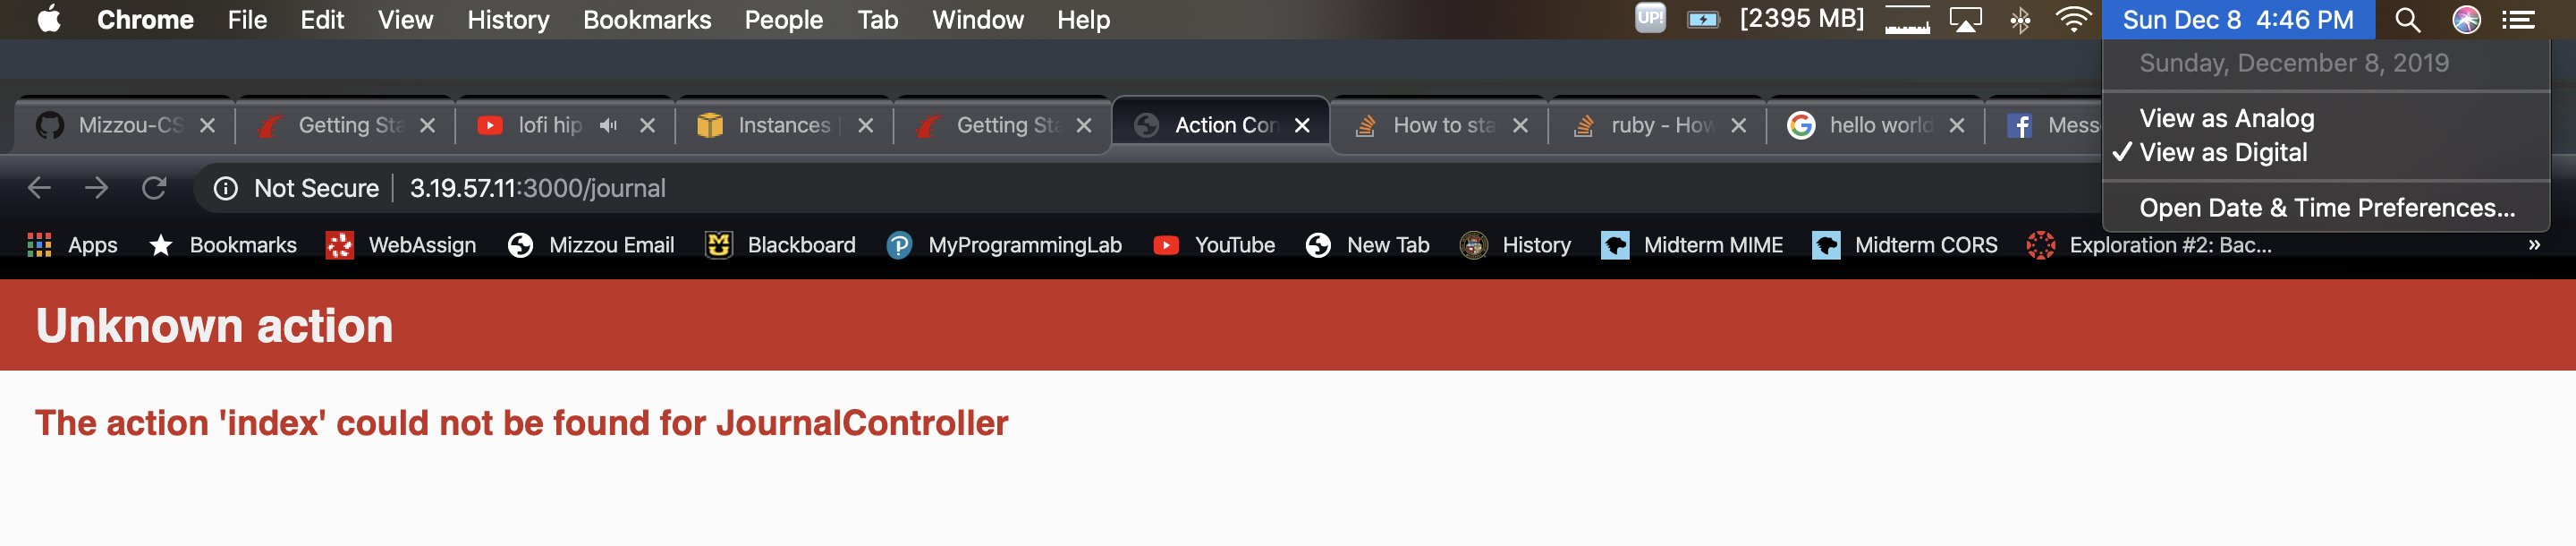 Chrome File Edit View History Bookmarks People Tab Window Help UP! [2395 MB] Sun Dec 8 4:46 PM
Sunday, December 8, 2019
View as Analog
✓ View as Digital
Open Date & Time Preferences...
Mizzou-CS Getting Sta lofi hip Instances Getting Sta Action Con How to sta ruby - How hello world Mess
Not Secure 3.19.57.11:3000/journal
Apps Bookmarks WebAssign Mizzou Email Blackboard MyProgrammingLab YouTube New Tab History Midterm MIME Midterm CORS Exploration #2: Bac... »
Unknown action
The action 'index' could not be found for JournalController